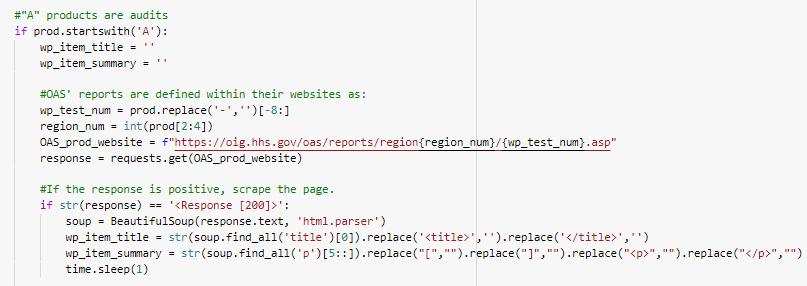 #"A" products are audits
if prod.startswith('A'):
wp_item_title = ''
wp_item_summary = ''
#OAS' reports are defined within their websites as:
wp_test_num = prod.replace('-','')[-8:]
region_num = int(prod[2:4])
OAS_prod_website = f"https://oig.hhs.gov/oas/reports/region{region_num}/{wp_test_num}.asp"
response = requests.get(OAS_prod_website)
#If the response is positive, scrape the page.
if str(response) == '<Response [200]>':
soup = BeautifulSoup(response.text, 'html.parser')
wp_item_title = str(soup.find_all('title')[0]).replace('<title>','').replace('</title>','')
wp_item_summary = str(soup.find_all('p')[5::]).replace("[","").replace("]","").replace("<p>","").replace("</p>","")
time.sleep(1)